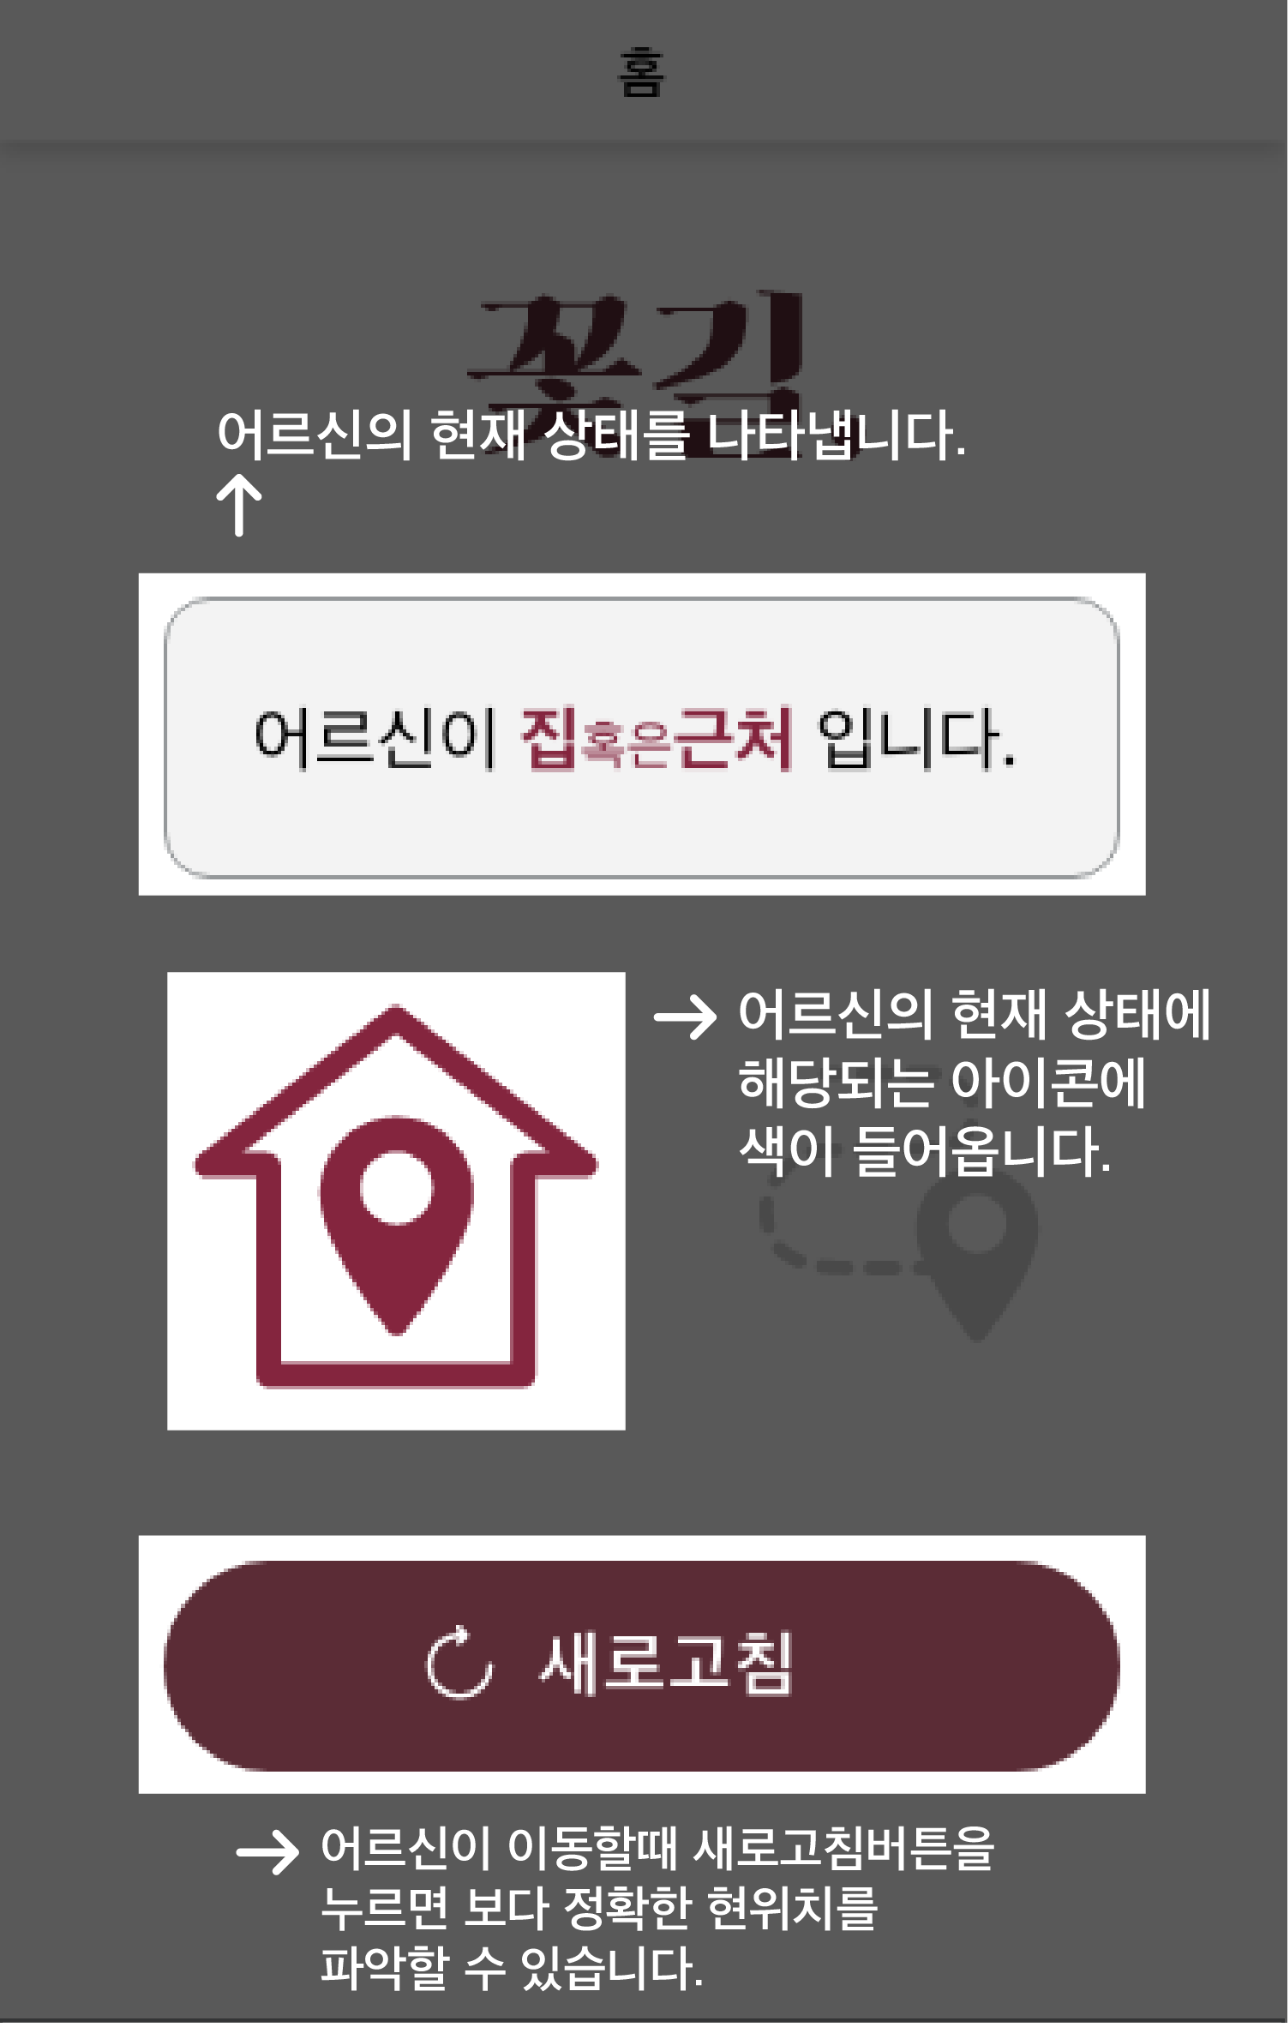 홈
꽃길,
어르신의 현재 상태를 나타냅니다.
어르신이 집혹은근처 입니다.
어르신의 현재 상태에
해당되는 아이콘에
색이 들어옵니다.
새로고침
어르신이 이동할때 새로고침버튼을
누르면 보다 정확한 현위치를
파악할 수 있습니다.